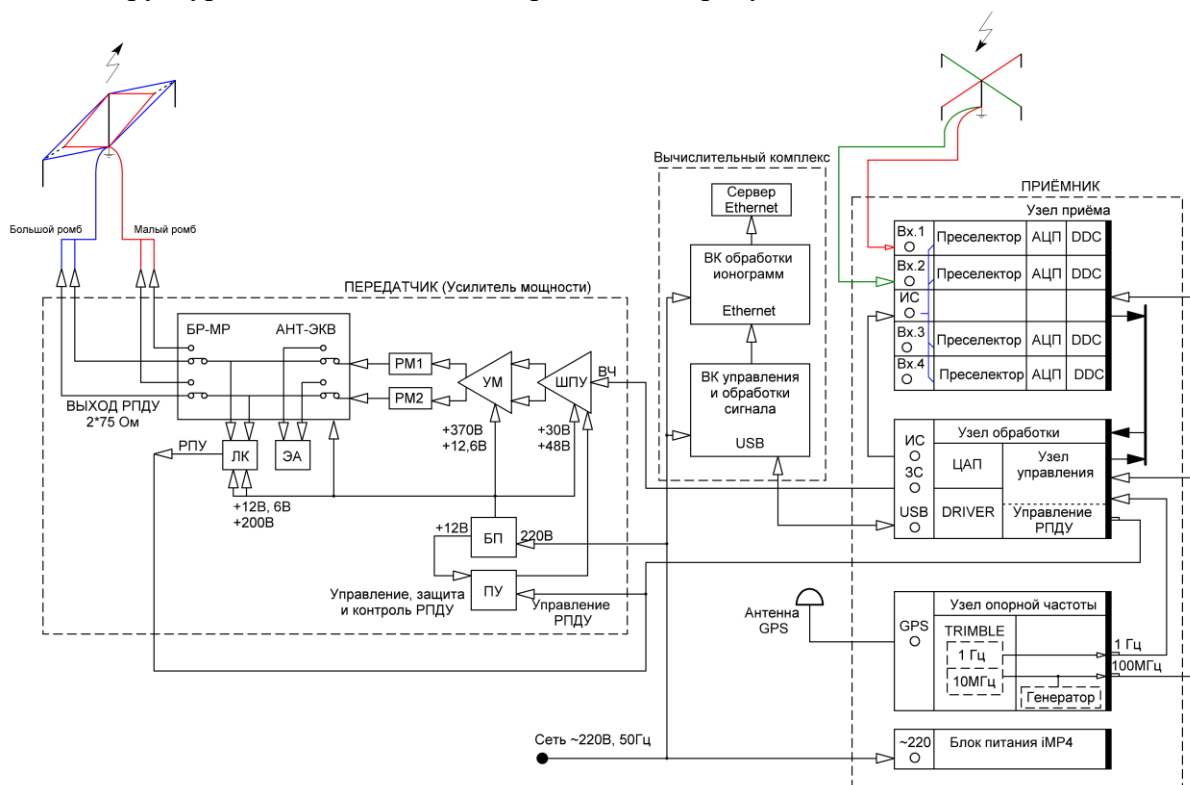 Большой ромб
Малый ромб
ПЕРЕДАТЧИК (Усилитель мощности)
БР-МР
АНТ-ЭКВ
РМ1
РМ2
УМ
ШПУ
ВЧ
ВЫХОД РПДУ
2*75 Ом
РПУ
ЛК
ЭА
+370В
+12,6В
+30В
+48В
+12В, 6В
+200В
+12В
БП
220В
ПУ
Управление, защита
и контроль РПДУ
Управление
РПДУ
Вычислительный комплекс
Сервер
Ethernet
ВК обработки
ионограмм
Ethernet
ВК управления
и обработки
сигнала
USB
ПРИЁМНИК
Узел приёма
Вх.1
Преселектор
АЦП
DDC
Вх.2
Преселектор
АЦП
DDC
ИС
Вх.3
Преселектор
АЦП
DDC
Вх.4
Преселектор
АЦП
DDC
Узел обработки
ИС
ЗС
USB
ЦАП
DRIVER
Узел
управления
Управление
РПДУ
Антенна
GPS
Узел опорной частоты
GPS
TRIMBLE
1 Гц
10МГц
Генератор
1 Гц
100МГц
Сеть ~220В, 50Гц
~220
Блок питания iMP4